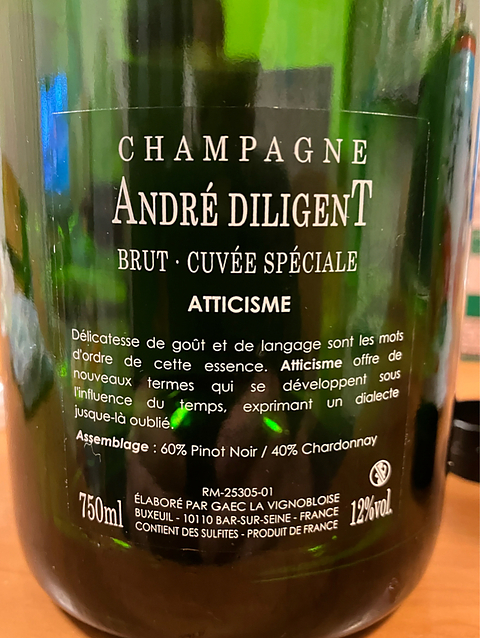 CHAMPAGNE
ANDRÉ DILIGENT
BRUT · CUVÉE SPÉCIALE
ATTICISME
Délicatesse de goût et de langage sont les mots
d'ordre de cette essence. Atticisme offre de
nouveaux termes qui se développent sous
l'influence du temps, exprimant un dialecte
jusque-là oublié.
Assemblage : 60% Pinot Noir / 40% Chardonnay
RM-25305-01
750ml ÉLABORÉ PAR GAEC LA VIGNOBLOISE 12%vol.
BUXEUIL - 10110 BAR-SUR-SEINE - FRANCE
CONTIENT DES SULFITES - PRODUIT DE FRANCE